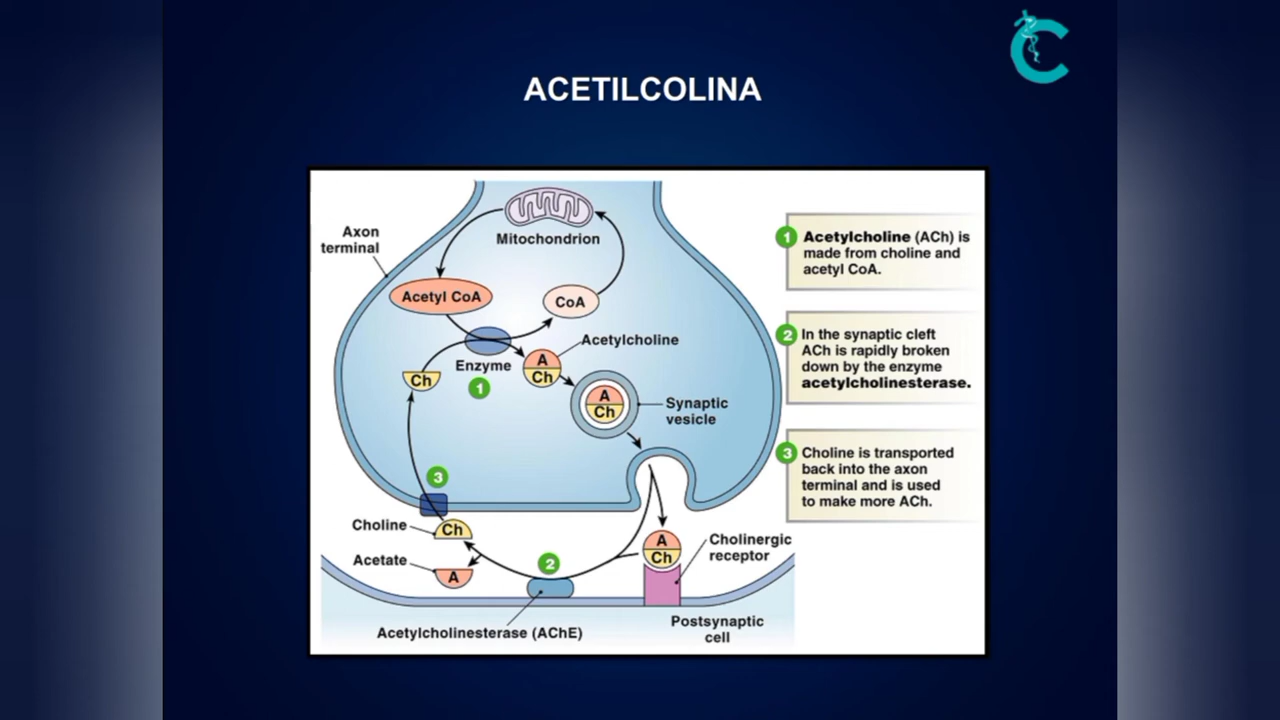 ACETILCOLINA
Axon
terminal
Mitochondrion
Acetyl CoA
CoA
Acetylcholine
Enzyme
1
A
Ch
Ch
A
Ch
Synaptic
vesicle
3
Choline
Ch
Acetate
A
2
A
Ch
Cholinergic
receptor
Acetylcholinesterase (AChE)
Postsynaptic
cell
1 Acetylcholine (ACh) is
made from choline and
acetyl CoA.
2 In the synaptic cleft
ACh is rapidly broken
down by the enzyme
acetylcholinesterase.
3 Choline is transported
back into the axon
terminal and is used
to make more ACh.